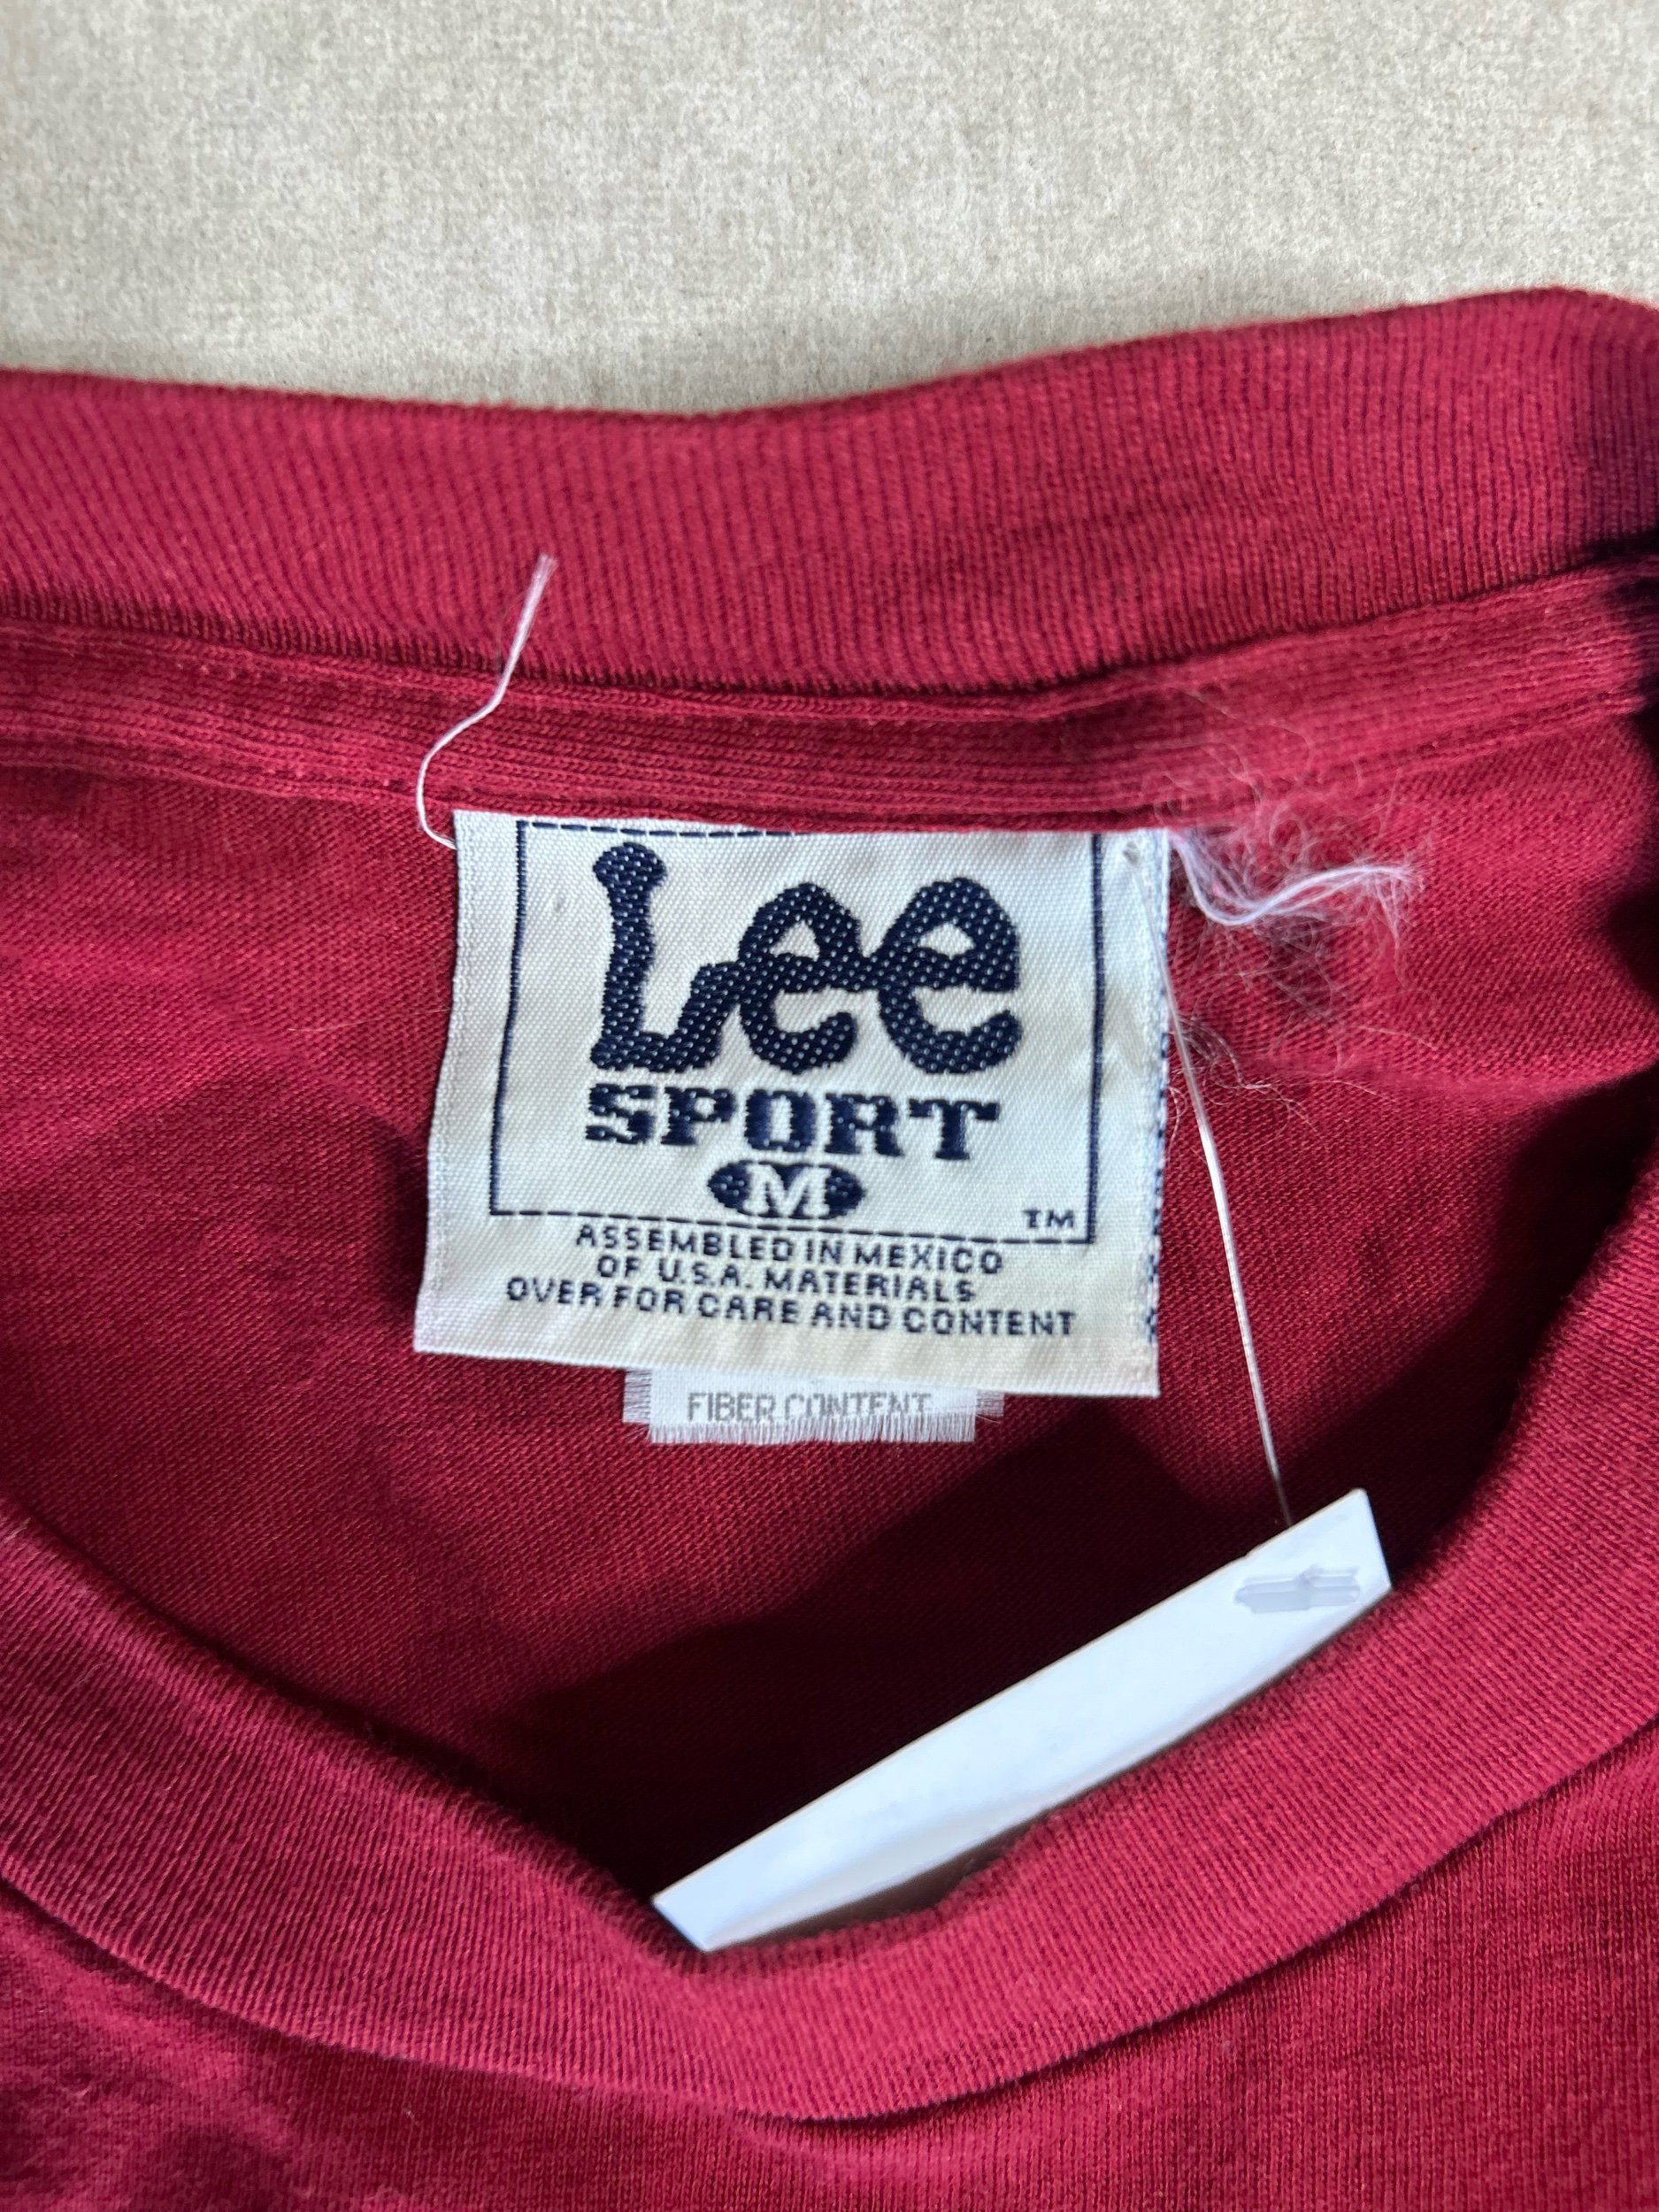 Lee
SPORT
M
TM
ASSEMBLED IN MEXICO
OF U.S.A. MATERIALS
OVER FOR CARE AND CONTENT
FIBER CONTENT